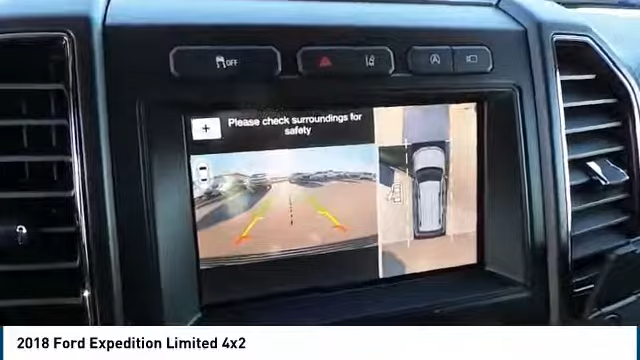 OFF
+
Please check surroundings for
safety
2018 Ford Expedition Limited 4x2